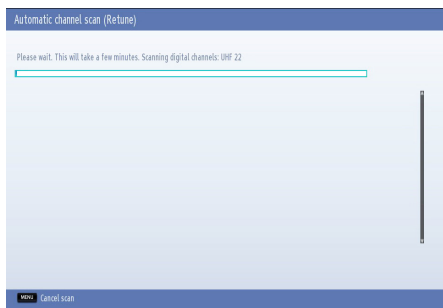 Automatic channel scan (Retune)
Please wait. This will take a few minutes. Scanning digital channels: UHF 22
MENU Cancel scan